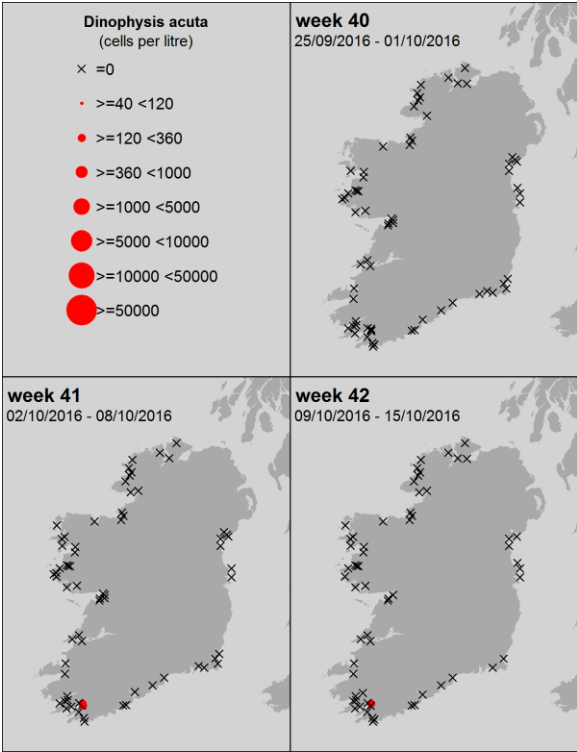 Dinophysis acuta
(cells per litre)
=0
>=40 <120
>=120 <360
>=360 <1000
>=1000 <5000
>=5000 <10000
>=10000 <50000
>=50000
week 40
25/09/2016 - 01/10/2016
week 41
02/10/2016 - 08/10/2016
week 42
09/10/2016 - 15/10/2016